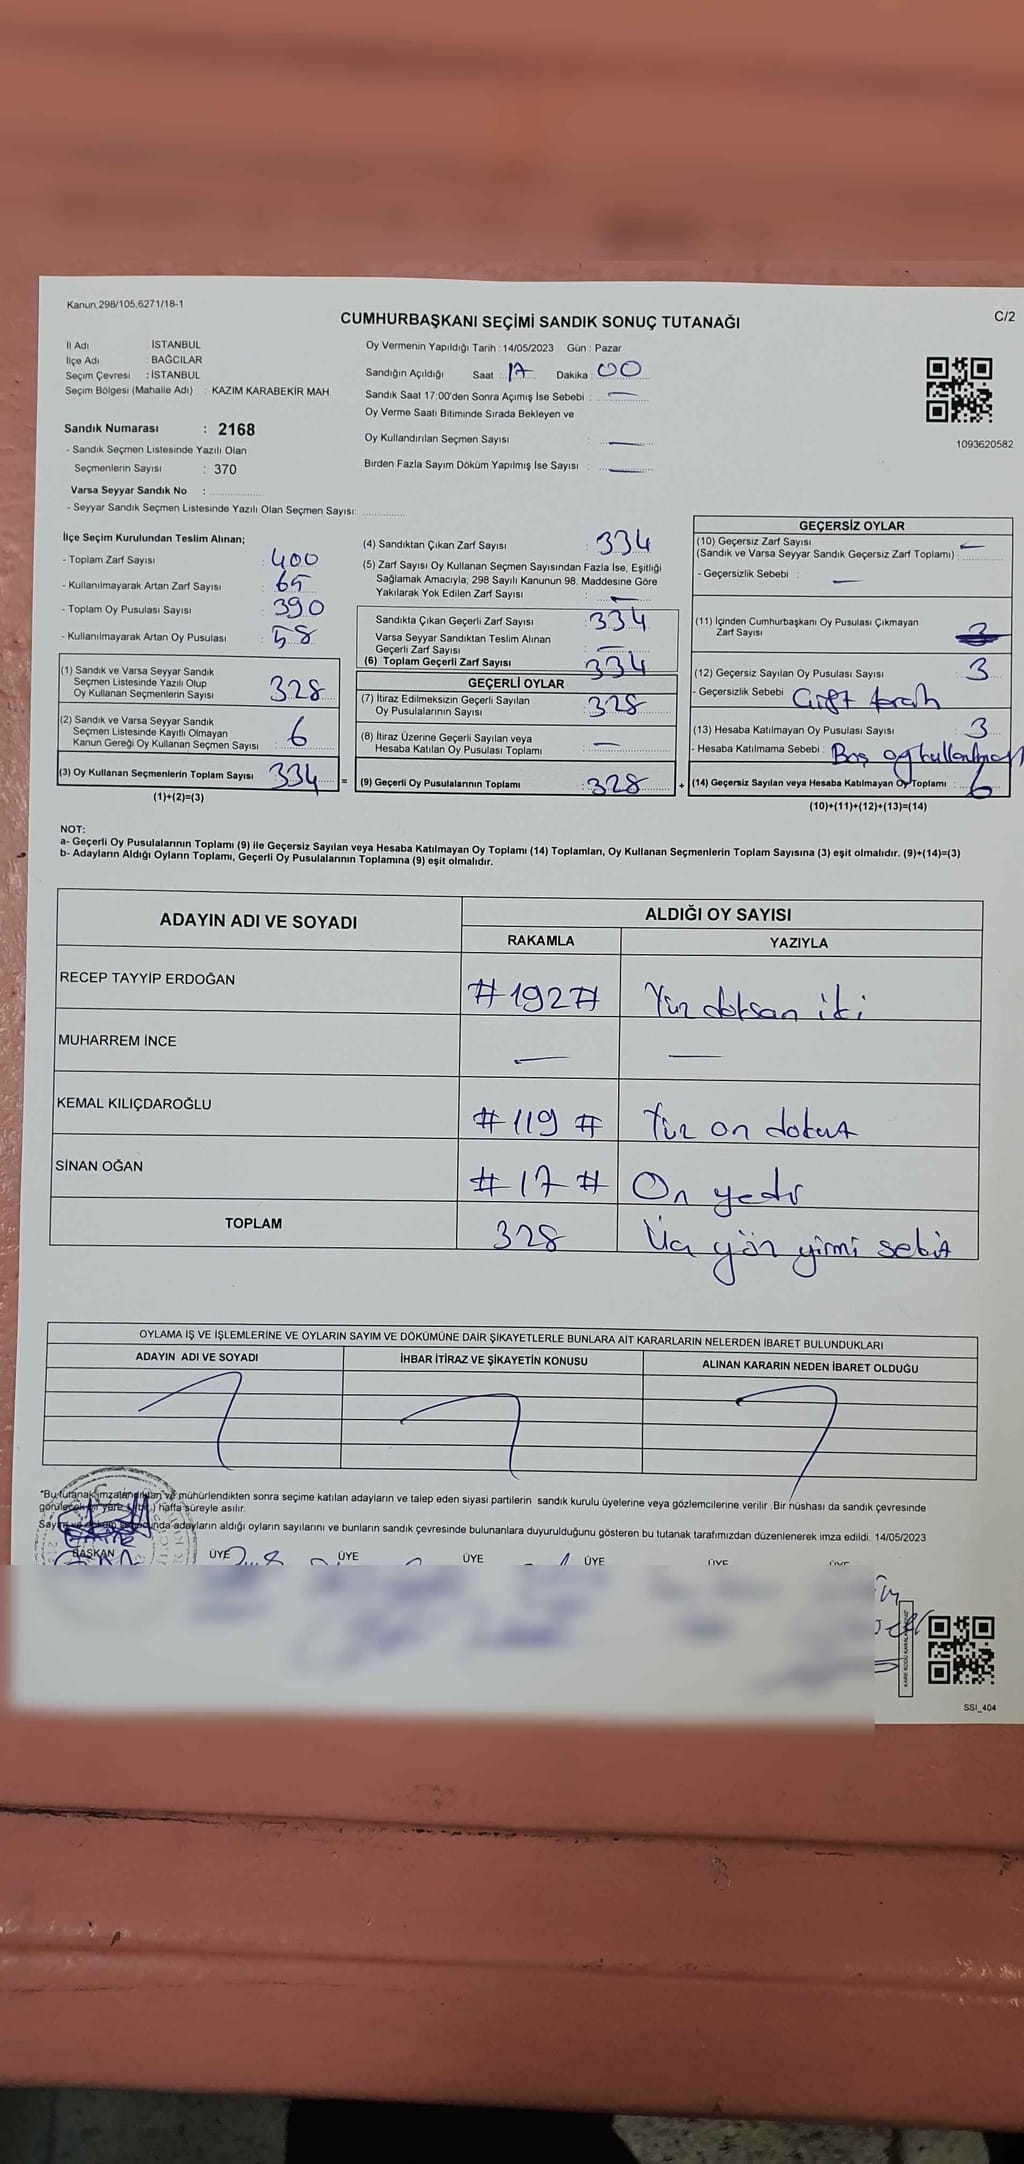 Kanun;298/105;6271/18-1
CUMHURBAŞKANI SEÇİMİ SANDIK SONUÇ TUTANAĞI
C/2
İl Adı : İSTANBUL
İlçe Adı : BAĞCILAR
Seçim Çevresi : İSTANBUL
Seçim Bölgesi (Mahalle Adı) : KAZIM KARABEKİR MAH.
Sandık Numarası : 2168
- Sandık Seçmen Listesinde Yazılı Olan
Seçmenlerin Sayısı : 370
Varsa Seyyar Sandık No :
- Seyyar Sandık Seçmen Listesinde Yazılı Olan Seçmen Sayısı:
Oy Vermenin Yapıldığı Tarih : 14/05/2023 Gün : Pazar
Sandığın Açıldığı Saat : 17 Dakika : 00
Sandık Saat 17:00'den Sonra Açımış İse Sebebi : —
Oy Verme Saati Bitiminde Sırada Bekleyen ve
Oy Kullandırılan Seçmen Sayısı : —
Birden Fazla Sayım Döküm Yapılmış İse Sayısı : —
1093620582
İlçe Seçim Kurulundan Teslim Alınan;
- Toplam Zarf Sayısı : 400
- Kullanılmayarak Artan Zarf Sayısı : 65
- Toplam Oy Pusulası Sayısı : 390
- Kullanılmayarak Artan Oy Pusulası : 58
(1) Sandık ve Varsa Seyyar Sandık
Seçmen Listesinde Yazılı Olup
Oy Kullanan Seçmenlerin Sayısı : 328
(2) Sandık ve Varsa Seyyar Sandık
Seçmen Listesinde Kayıtlı Olmayan
Kanun Gereği Oy Kullanan Seçmen Sayısı : 6
(3) Oy Kullanan Seçmenlerin Toplam Sayısı : 334 =
(1)+(2)=(3)
(4) Sandıktan Çıkan Zarf Sayısı : 334
(5) Zarf Sayısı Oy Kullanan Seçmen Sayısından Fazla İse, Eşitliği
Sağlamak Amacıyla; 298 Sayılı Kanunun 98. Maddesine Göre
Yakılarak Yok Edilen Zarf Sayısı : —
Sandıkta Çıkan Geçerli Zarf Sayısı : 334
Varsa Seyyar Sandıktan Teslim Alınan
Geçerli Zarf Sayısı : —
(6) Toplam Geçerli Zarf Sayısı : 334
GEÇERLİ OYLAR
(7) İtiraz Edilmeksizin Geçerli Sayılan
Oy Pusulalarının Sayısı : 328
(8) İtiraz Üzerine Geçerli Sayılan veya
Hesaba Katılan Oy Pusulası Toplamı : —
(9) Geçerli Oy Pusulalarının Toplamı : 328 +
GEÇERSİZ OYLAR
(10) Geçersiz Zarf Sayısı
(Sandık ve Varsa Seyyar Sandık Geçersiz Zarf Toplamı) : —
- Geçersizlik Sebebi : —
(11) İçinden Cumhurbaşkanı Oy Pusulası Çıkmayan
Zarf Sayısı :
(12) Geçersiz Sayılan Oy Pusulası Sayısı : 3
- Geçersizlik Sebebi : Çift tercih
(13) Hesaba Katılmayan Oy Pusulası Sayısı : 3
- Hesaba Katılmama Sebebi : Boş oy
(14) Geçersiz Sayılan veya Hesaba Katılmayan Oy Toplamı : 6
(10)+(11)+(12)+(13)=(14)
NOT:
a- Geçerli Oy Pusulalarının Toplamı (9) ile Geçersiz Sayılan veya Hesaba Katılmayan Oy Toplamı (14) Toplamları, Oy Kullanan Seçmenlerin Toplam Sayısına (3) eşit olmalıdır. (9)+(14)=(3)
b- Adayların Aldığı Oyların Toplamı, Geçerli Oy Pusulalarının Toplamına (9) eşit olmalıdır.
ADAYIN ADI VE SOYADI
ALDIĞI OY SAYISI
RAKAMLA YAZIYLA
RECEP TAYYİP ERDOĞAN #192# Yüz doksan iki
MUHARREM İNCE — —
KEMAL KILIÇDAROĞLU #119# Yüz on dokuz
SİNAN OĞAN #17# On yedi
TOPLAM 328 Üç yüz yirmi sekiz
OYLAMA İŞ VE İŞLEMLERİNE VE OYLARIN SAYIM VE DÖKÜMÜNE DAİR ŞİKAYETLERLE BUNLARA AİT KARARLARIN NELERDEN İBARET BULUNDUKLARI
ADAYIN ADI VE SOYADI İHBAR İTİRAZ VE ŞİKAYETİN KONUSU ALINAN KARARIN NEDEN İBARET OLDUĞU
"Bu tutanak imzalandıktan ve mühürlendikten sonra seçime katılan adayların ve talep eden siyasi partilerin sandık kurulu üyelerine veya gözlemcilerine verilir .Bir nüshası da sandık çevresinde
görülecek bir yere (bir) hafta süreyle asılır.
Sayım ve döküm sonucunda adayların aldığı oyların sayılarını ve bunların sandık çevresinde bulunanlara duyurulduğunu gösteren bu tutanak tarafımızdan düzenlenerek imza edildi. 14/05/2023
BAŞKAN ÜYE ÜYE ÜYE ÜYE ÜYE ÜYE
SSI_404